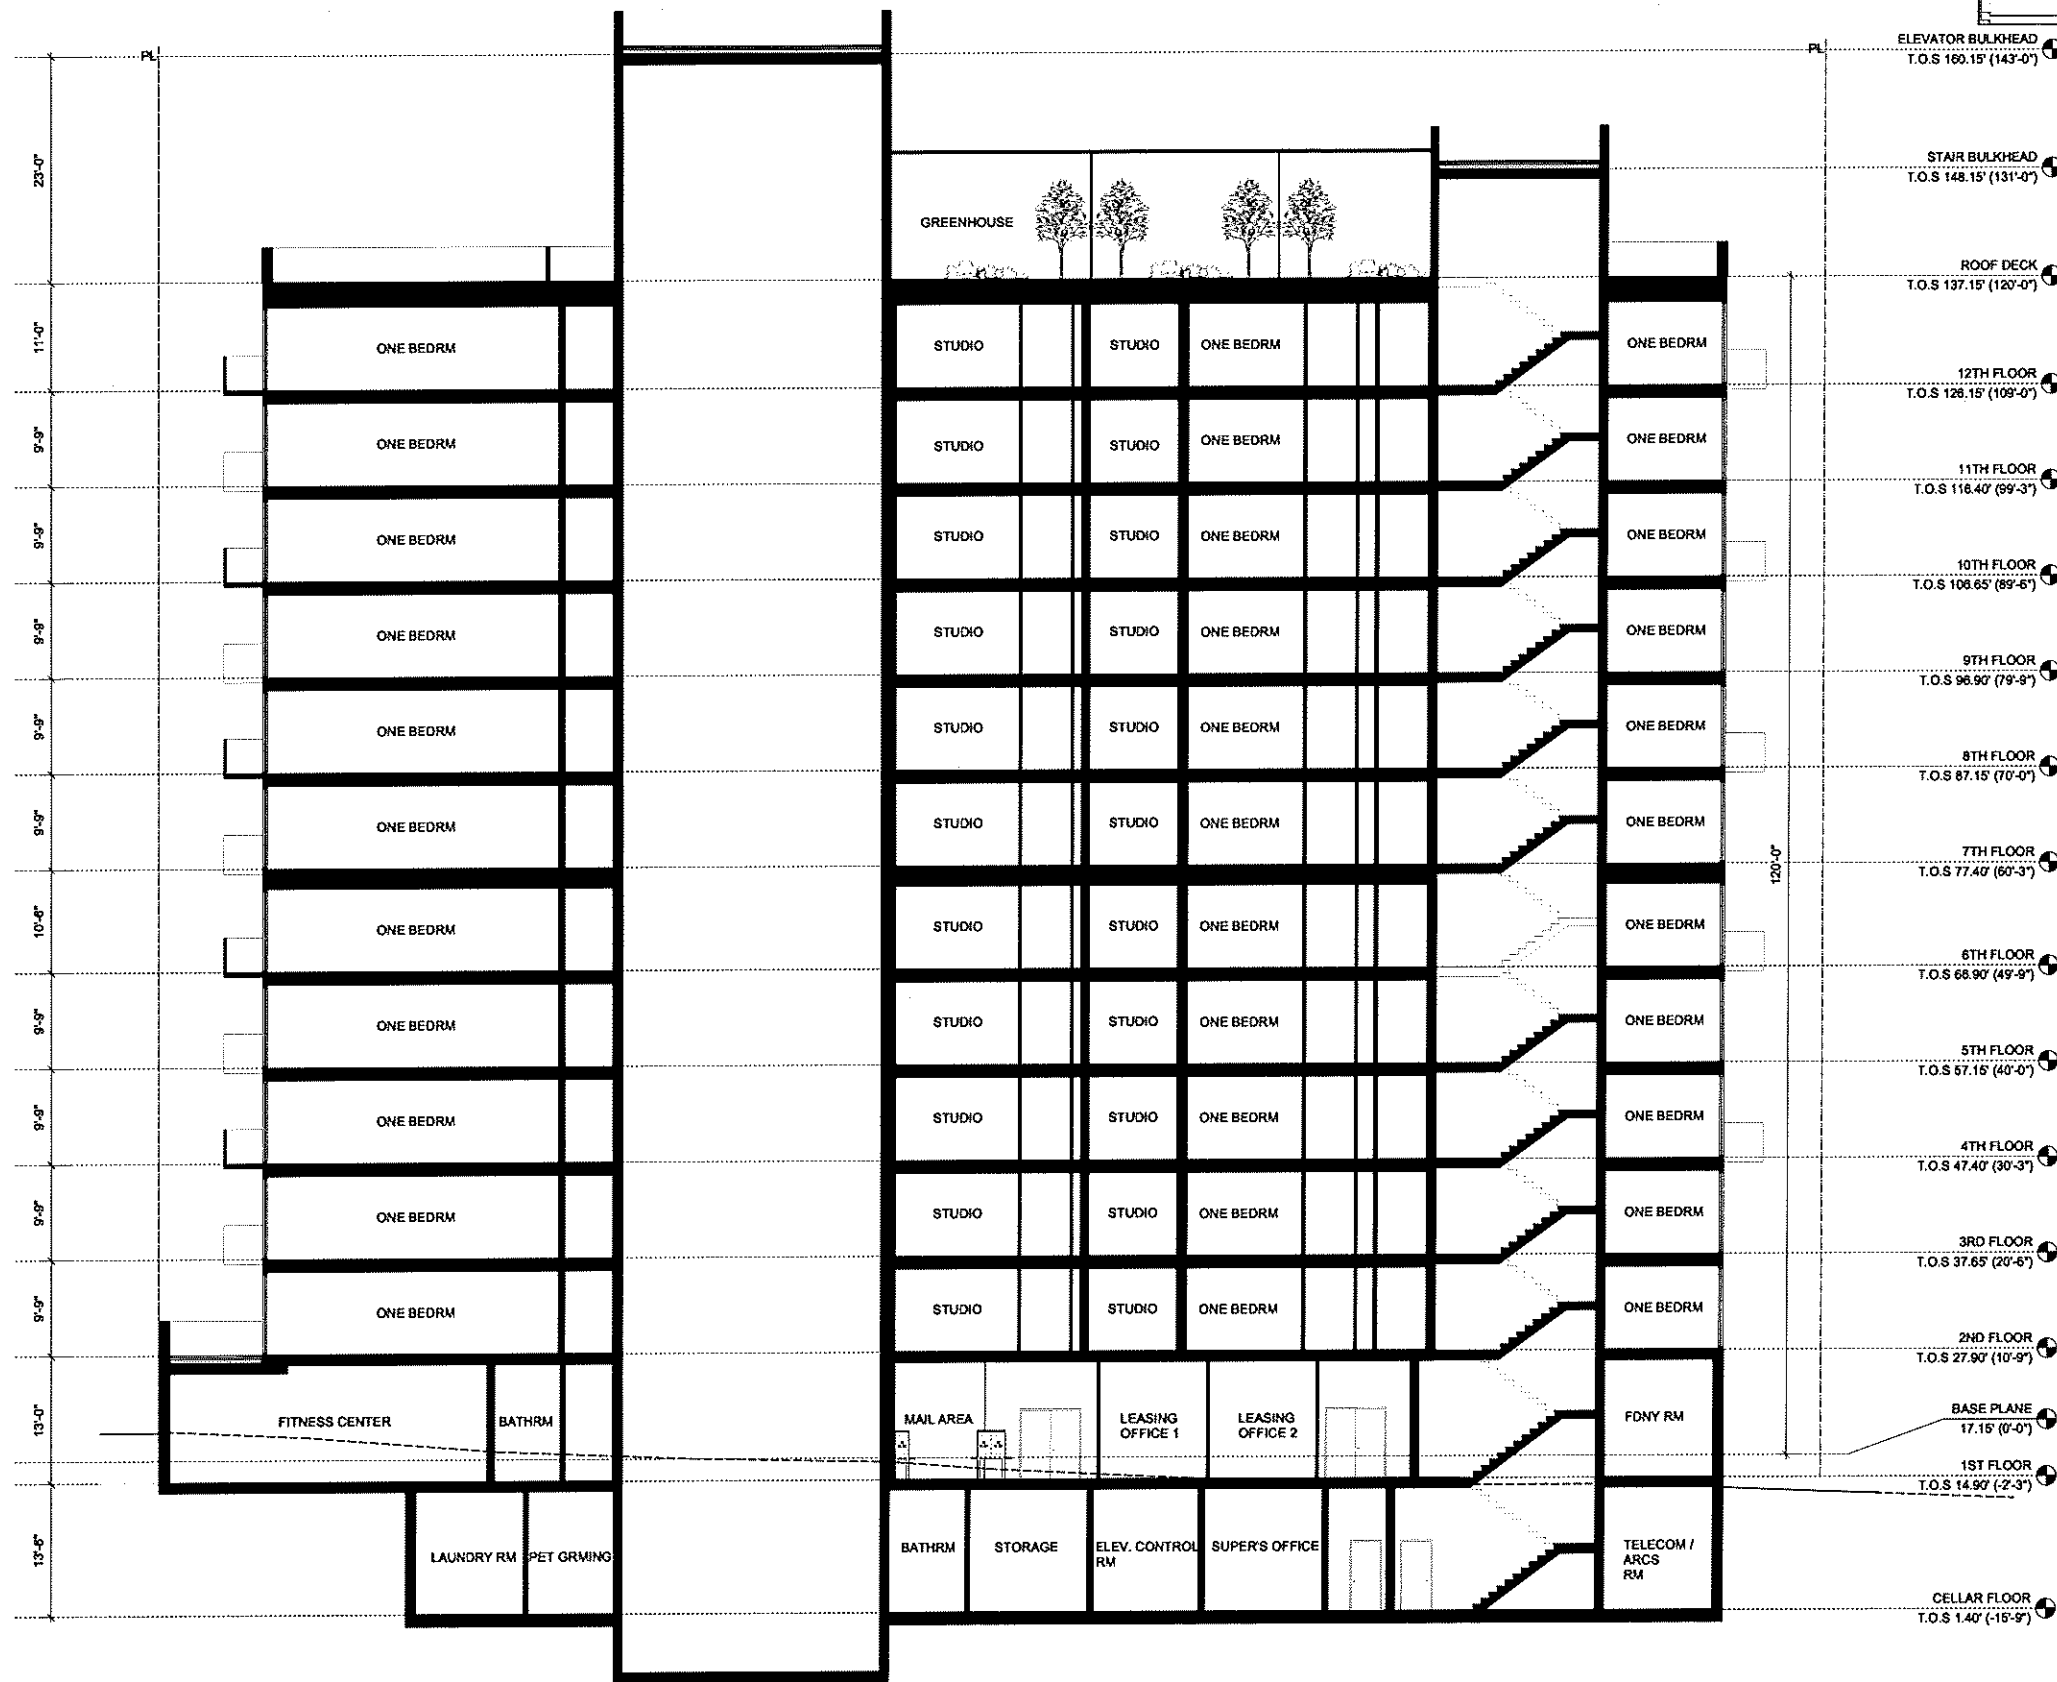 PL
PL
ELEVATOR BULKHEAD
T.O.S 160.15' (143'-0")
23'-0"
STAIR BULKHEAD
T.O.S 148.15' (131'-0")
GREENHOUSE
ROOF DECK
T.O.S 137.15' (120'-0")
11'-0"
ONE BEDRM
STUDIO
STUDIO
ONE BEDRM
ONE BEDRM
12TH FLOOR
T.O.S 126.15' (109'-0")
9'-9"
ONE BEDRM
STUDIO
STUDIO
ONE BEDRM
ONE BEDRM
11TH FLOOR
T.O.S 116.40' (99'-3")
9'-9"
ONE BEDRM
STUDIO
STUDIO
ONE BEDRM
ONE BEDRM
10TH FLOOR
T.O.S 106.65' (89'-6")
9'-9"
ONE BEDRM
STUDIO
STUDIO
ONE BEDRM
ONE BEDRM
9TH FLOOR
T.O.S 96.90' (79'-9")
9'-9"
ONE BEDRM
STUDIO
STUDIO
ONE BEDRM
ONE BEDRM
8TH FLOOR
T.O.S 87.15' (70'-0")
9'-9"
ONE BEDRM
STUDIO
STUDIO
ONE BEDRM
ONE BEDRM
120'-0"
7TH FLOOR
T.O.S 77.40' (60'-3")
10'-6"
ONE BEDRM
STUDIO
STUDIO
ONE BEDRM
ONE BEDRM
6TH FLOOR
T.O.S 66.90' (49'-9")
9'-9"
ONE BEDRM
STUDIO
STUDIO
ONE BEDRM
ONE BEDRM
5TH FLOOR
T.O.S 57.15' (40'-0")
9'-9"
ONE BEDRM
STUDIO
STUDIO
ONE BEDRM
ONE BEDRM
4TH FLOOR
T.O.S 47.40' (30'-3")
9'-9"
ONE BEDRM
STUDIO
STUDIO
ONE BEDRM
ONE BEDRM
3RD FLOOR
T.O.S 37.65' (20'-6")
9'-9"
ONE BEDRM
STUDIO
STUDIO
ONE BEDRM
ONE BEDRM
2ND FLOOR
T.O.S 27.90' (10'-9")
13'-0"
FITNESS CENTER
BATHRM
MAIL AREA
LEASING
OFFICE 1
LEASING
OFFICE 2
FDNY RM
BASE PLANE
17.15' (0'-0")
1ST FLOOR
T.O.S 14.90' (-2'-3")
13'-6"
LAUNDRY RM
PET GRMING
BATHRM
STORAGE
ELEV. CONTROL
RM
SUPER'S OFFICE
TELECOM /
ARCS
RM
CELLAR FLOOR
T.O.S 1.40' (-15'-9")